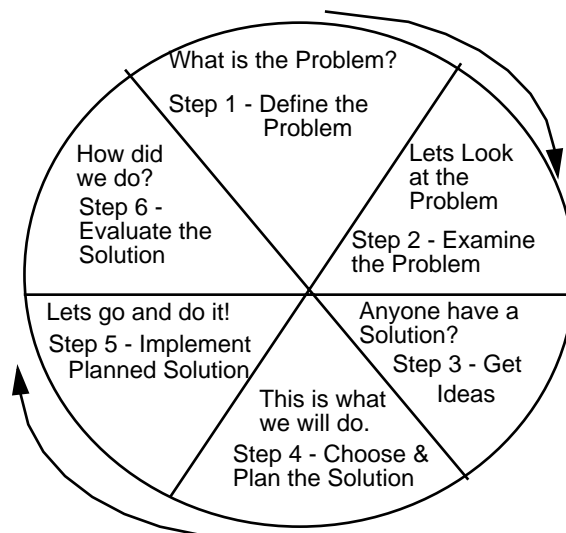 What is the Problem?
Step 1 - Define the
Problem
Lets Look
at the
Problem
Step 2 - Examine
the Problem
Anyone have a
Solution?
Step 3 - Get
Ideas
This is what
we will do.
Step 4 - Choose &
Plan the Solution
Lets go and do it!
Step 5 - Implement
Planned Solution
How did
we do?
Step 6 -
Evaluate the
Solution